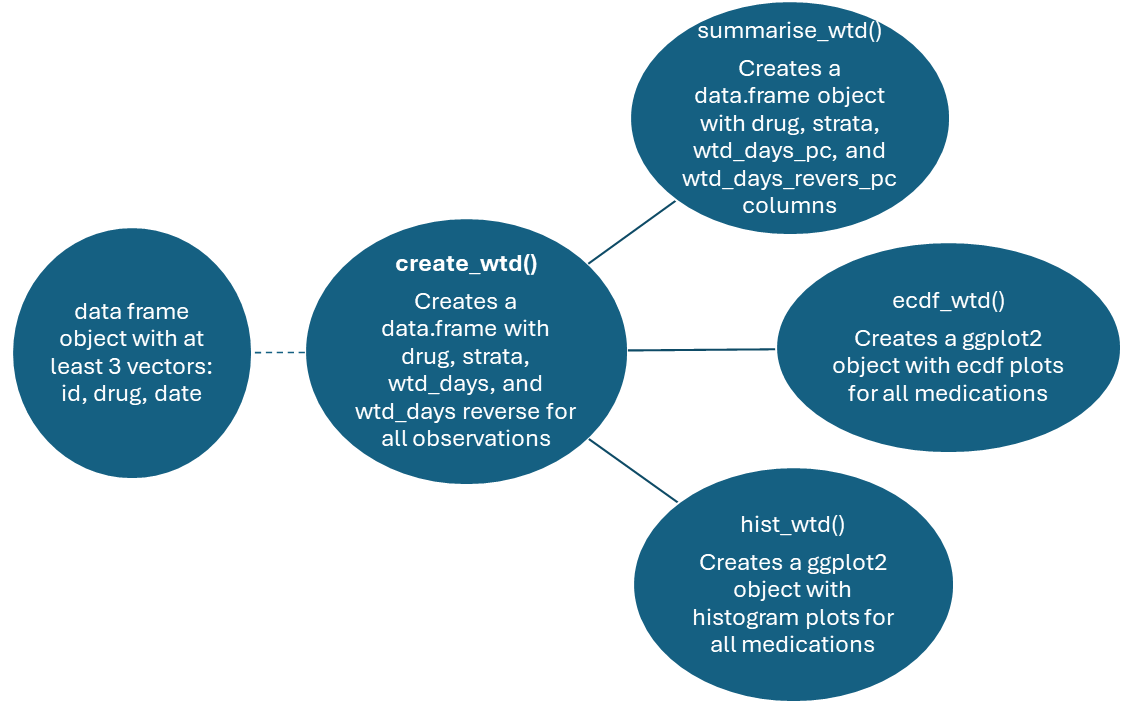 data frame
object with at
least 3 vectors:
id, drug, date
create_wtd()
Creates a
data.frame with
drug, strata,
wtd_days, and
wtd_days reverse for
all observations
summarise_wtd()
Creates a
data.frame object
with drug, strata,
wtd_days_pc, and
wtd_days_revers_pc
columns
ecdf_wtd()
Creates a ggplot2
object with ecdf plots
for all medications
hist_wtd()
Creates a ggplot2
object with
histogram plots for
all medications